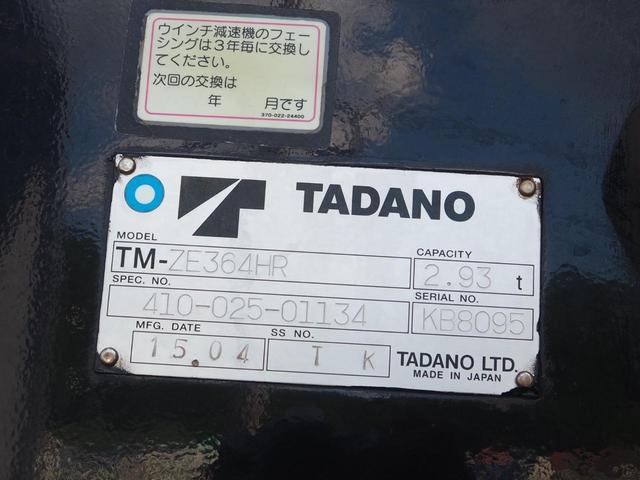 ウインチ減速機のフェー
シングは3年毎に交換し
てください。
次回の交換は
年 月です
370-022-24400
TADANO
MODEL
TM-ZE364HR
CAPACITY
2.93 t
SPEC. NO.
410-025-01134
SERIAL NO.
KB8095
MFG. DATE
15.04
SS NO.
T K
TADANO LTD.
MADE IN JAPAN